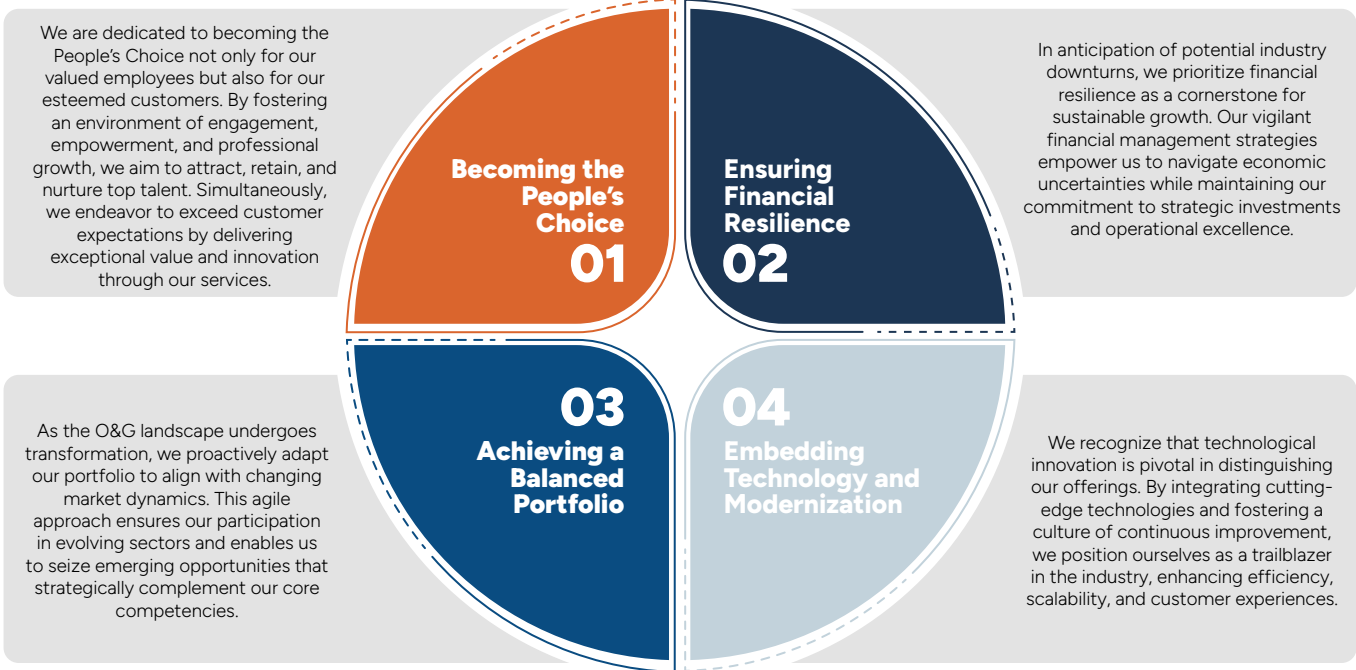 We are dedicated to becoming the
People's Choice not only for our
valued employees but also for our
esteemed customers. By fostering
an environment of engagement,
empowerment, and professional
growth, we aim to attract, retain, and
nurture top talent. Simultaneously,
we endeavor to exceed customer
expectations by delivering
exceptional value and innovation
through our services.
Becoming the
People's
Choice
01
Ensuring
Financial
Resilience
02
In anticipation of potential industry
downturns, we prioritize financial
resilience as a cornerstone for
sustainable growth. Our vigilant
financial management strategies
empower us to navigate economic
uncertainties while maintaining our
commitment to strategic investments
and operational excellence.
As the O&G landscape undergoes
transformation, we proactively adapt
our portfolio to align with changing
market dynamics. This agile
approach ensures our participation
in evolving sectors and enables us
to seize emerging opportunities that
strategically complement our core
competencies.
03
Achieving a
Balanced
Portfolio
04
Embedding
Technology and
Modernization
We recognize that technological
innovation is pivotal in distinguishing
our offerings. By integrating cutting-
edge technologies and fostering a
culture of continuous improvement,
we position ourselves as a trailblazer
in the industry, enhancing efficiency,
scalability, and customer experiences.